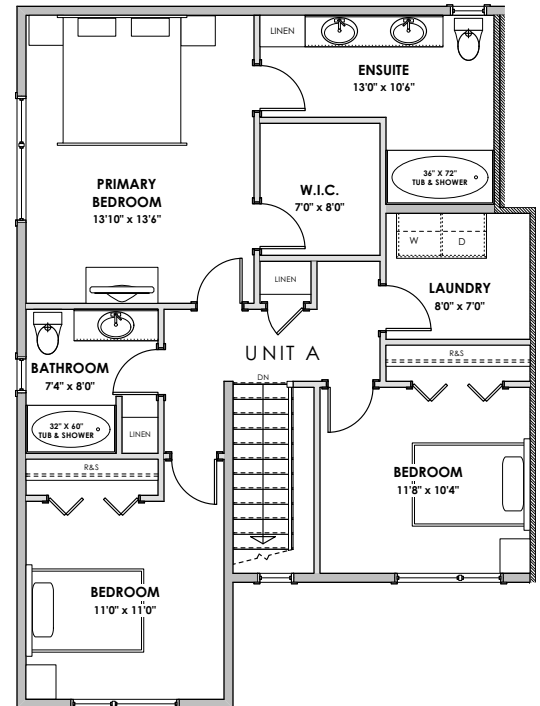 LINEN
ENSUITE
13'0" x 10'6"
36" X 72"
TUB & SHOWER
PRIMARY
BEDROOM
13'10" x 13'6"
W.I.C.
7'0" x 8'0"
W
D
LINEN
LAUNDRY
8'0" x 7'0"
UNIT A
R&S
BATHROOM
7'4" x 8'0"
DN
32" X 60"
TUB & SHOWER
LINEN
R&S
BEDROOM
11'8" x 10'4"
BEDROOM
11'0" x 11'0"